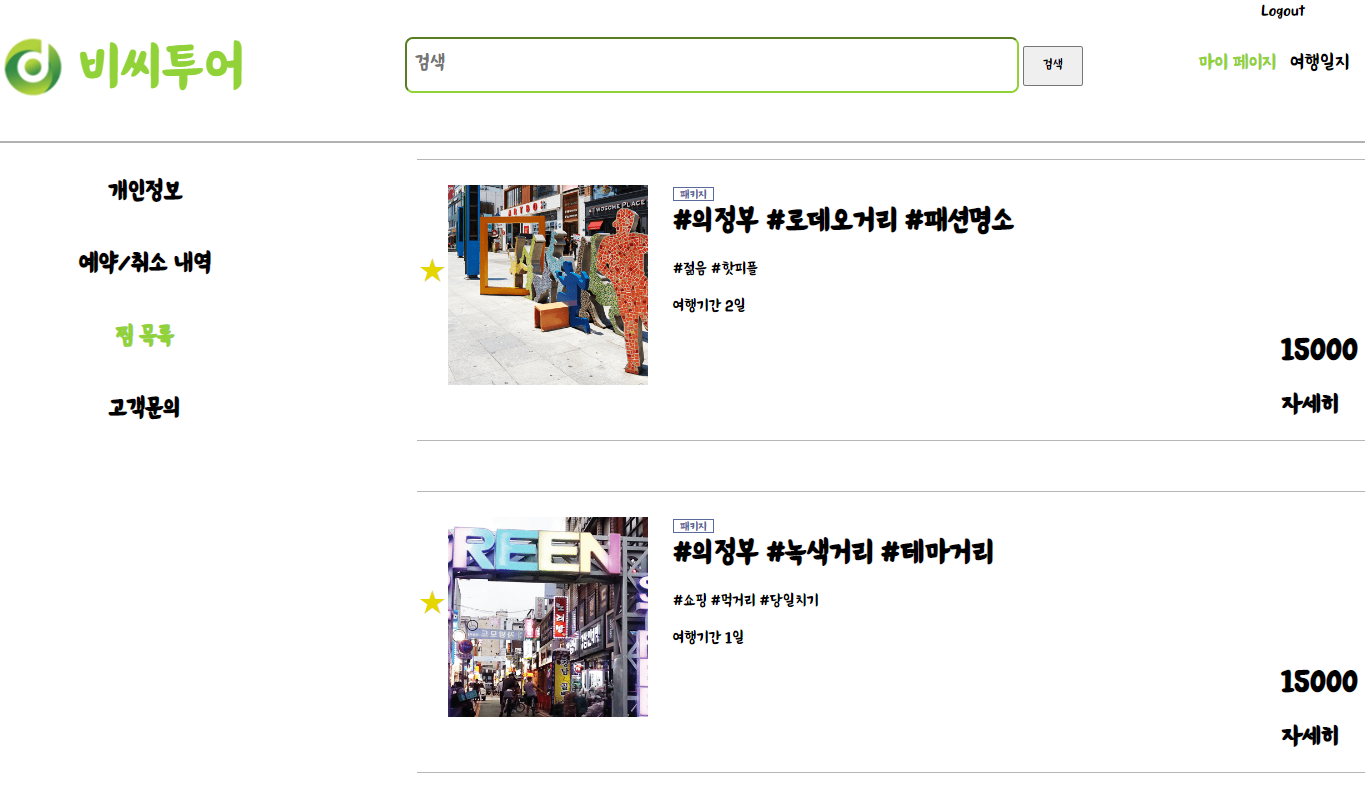 Logout
비씨투어
검색
검색
마이 페이지 여행일지
개인정보
예약/취소 내역
찜 목록
고객문의
패키지
#의정부 #로데오거리 #패션명소
#젊음 #핫피플
여행기간 2일
15000
자세히
A TWOSOME PLACE
패키지
#의정부 #녹색거리 #테마거리
#쇼핑 #먹거리 #당일치기
여행기간 1일
15000
자세히
REEN